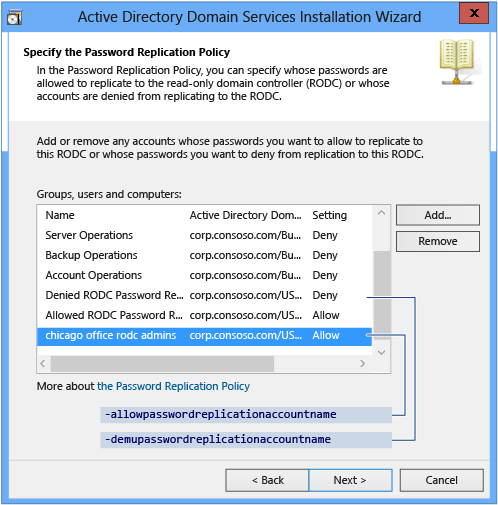 Active Directory Domain Services Installation Wizard
x
Specify the Password Replication Policy
In the Password Replication Policy, you can specify whose passwords are
allowed to replicate to the read-only domain controller (RODC) or whose
accounts are denied from replicating to the RODC.
Add or remove any accounts whose passwords you want to allow to replicate to
this RODC or whose passwords you want to deny from replication to this RODC.
Groups, users and computers:
Name Active Directory Dom... Setting
Add...
Server Operations corp.consoso.com/Bu... Deny
Remove
Backup Operations corp.consoso.com/Bu... Deny
Account Operations corp.consoso.com/Bu... Deny
Denied RODC Password Re... corp.consoso.com/US... Deny
Allowed RODC Password R... corp.consoso.com/US... Allow
chicago office rodc admins corp.consoso.com/US... Allow
More about the Password Replication Policy
-allowpasswordreplicationaccountname
-demupasswordreplicationaccountname
< Back Next > Cancel